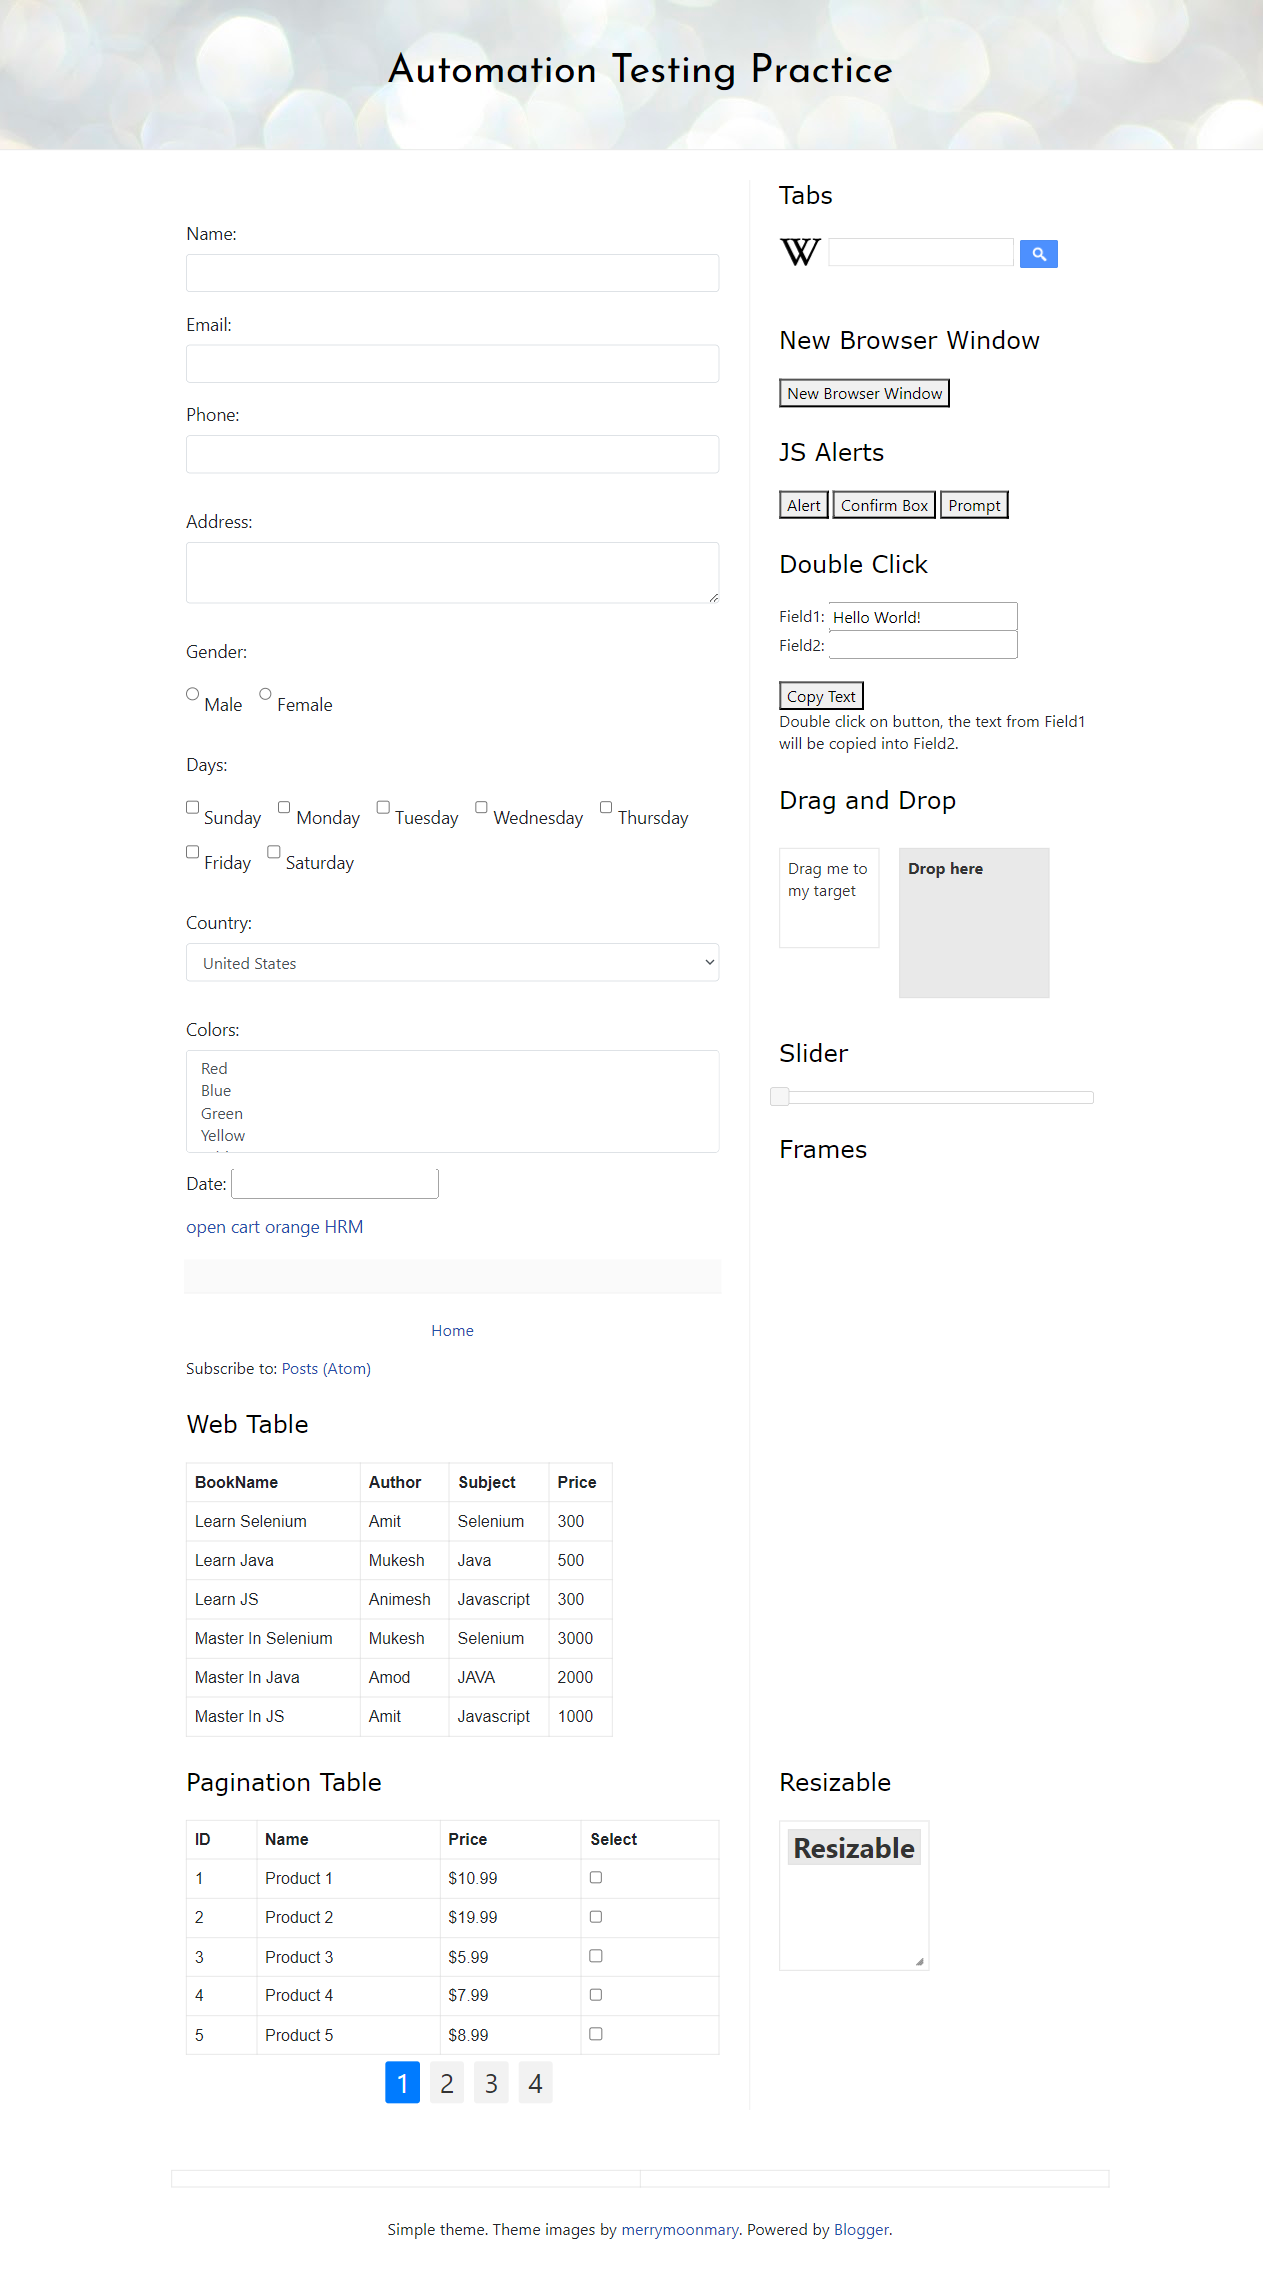 Automation Testing Practice
Name:
Email:
Phone:
Address:
Gender:
Male Female
Days:
Sunday Monday Tuesday Wednesday Thursday
Friday Saturday
Country:
United States
Colors:
Red
Blue
Green
Yellow
Date:
open cart orange HRM
Home
Subscribe to: Posts (Atom)
Web Table
BookName Author Subject Price
Learn Selenium Amit Selenium 300
Learn Java Mukesh Java 500
Learn JS Animesh Javascript 300
Master In Selenium Mukesh Selenium 3000
Master In Java Amod JAVA 2000
Master In JS Amit Javascript 1000
Pagination Table
ID Name Price Select
1 Product 1 $10.99
2 Product 2 $19.99
3 Product 3 $5.99
4 Product 4 $7.99
5 Product 5 $8.99
1 2 3 4
Tabs
W
New Browser Window
New Browser Window
JS Alerts
Alert Confirm Box Prompt
Double Click
Field1: Hello World!
Field2:
Copy Text
Double click on button, the text from Field1
will be copied into Field2.
Drag and Drop
Drag me to
my target
Drop here
Slider
Frames
Resizable
Resizable
Simple theme. Theme images by merrymoonmary. Powered by Blogger.